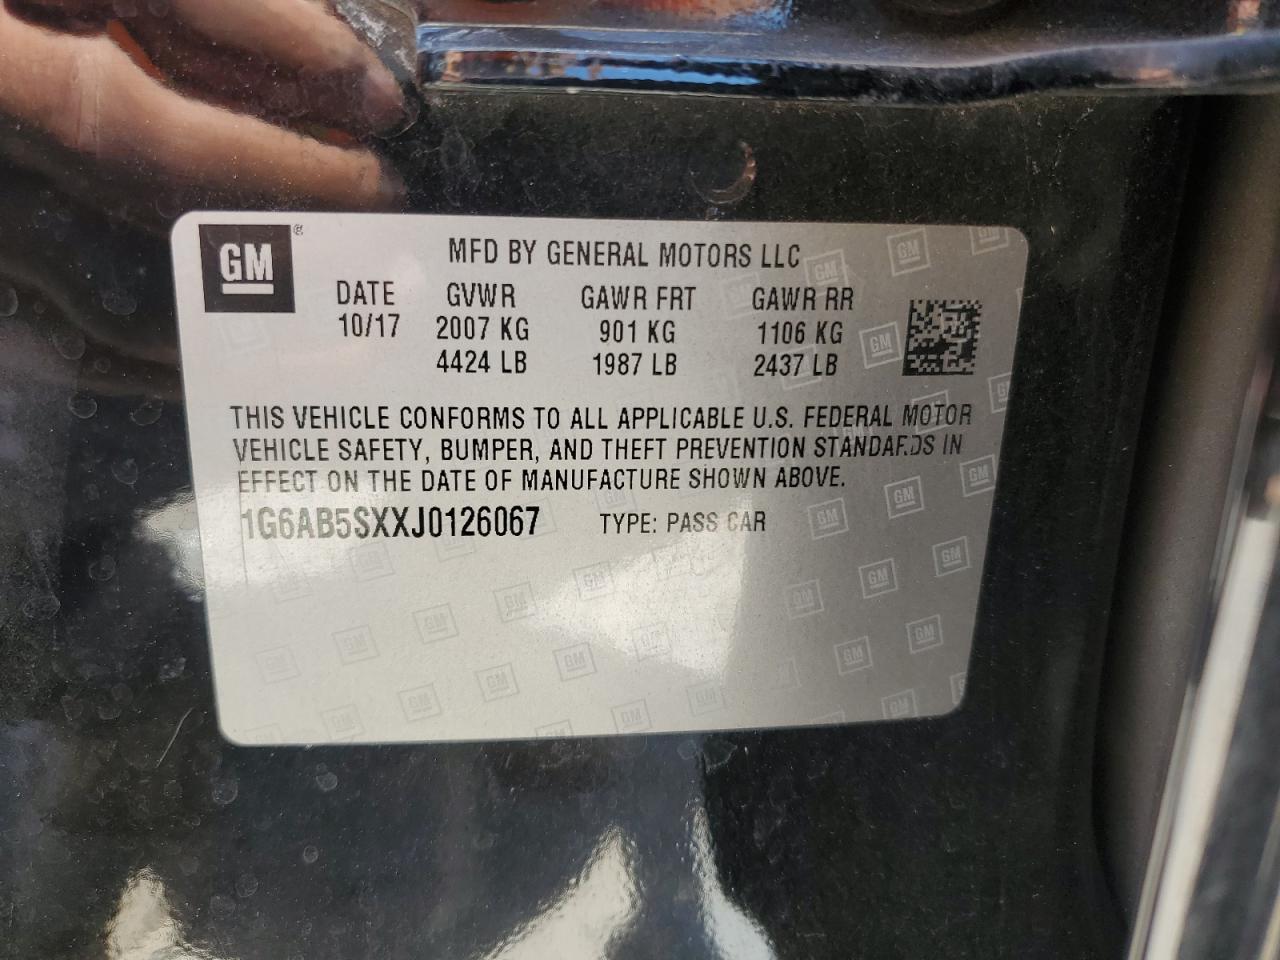 GM ®
MFD BY GENERAL MOTORS LLC
DATE GVWR GAWR FRT GAWR RR
10/17 2007 KG 901 KG 1106 KG
4424 LB 1987 LB 2437 LB
THIS VEHICLE CONFORMS TO ALL APPLICABLE U.S. FEDERAL MOTOR
VEHICLE SAFETY, BUMPER, AND THEFT PREVENTION STANDARDS IN
EFFECT ON THE DATE OF MANUFACTURE SHOWN ABOVE.
1G6AB5SXXJ0126067 TYPE: PASS CAR